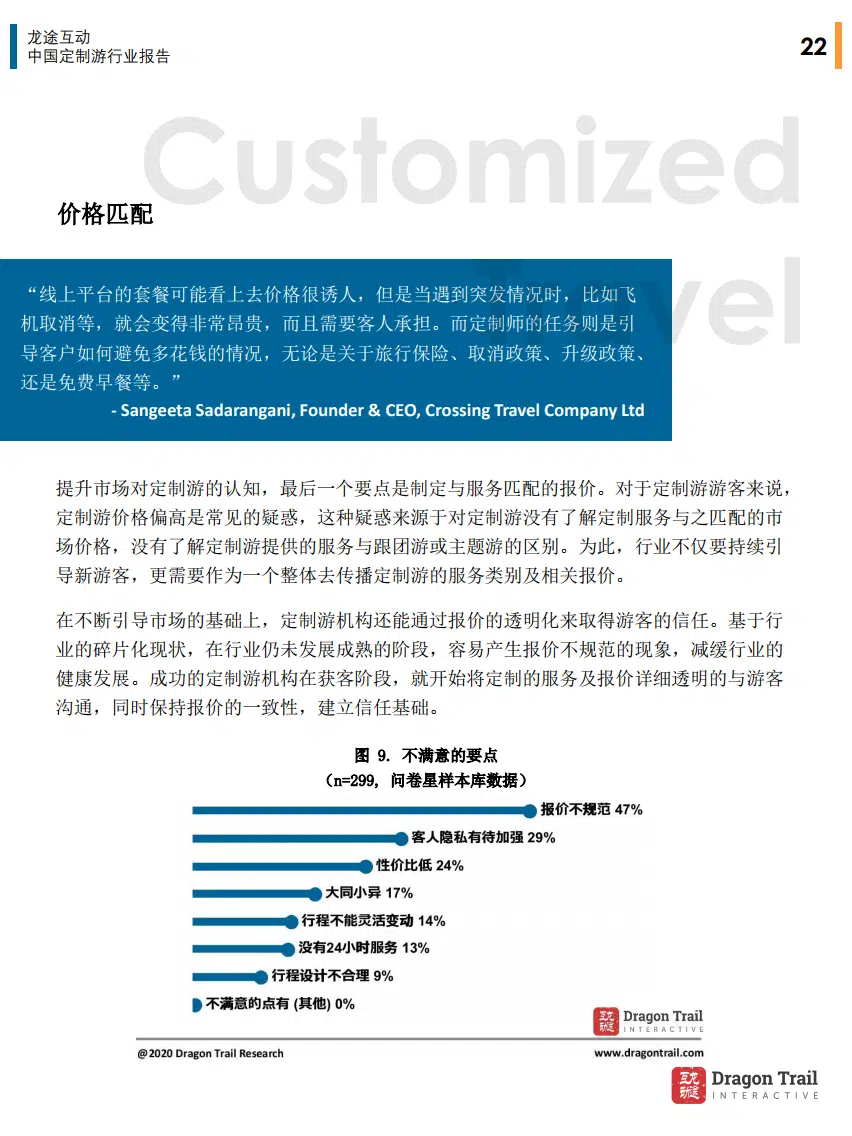 龙途互动
中国定制游行业报告
22
Customized
Travel
价格匹配
“线上平台的套餐可能看上去价格很诱人，但是当遇到突发情况时，比如飞
机取消等，就会变得非常昂贵，而且需要客人承担。而定制师的任务则是引
导客户如何避免多花钱的情况，无论是关于旅行保险、取消政策、升级政策、
还是免费早餐等。”
- Sangeeta Sadarangani, Founder & CEO, Crossing Travel Company Ltd
提升市场对定制游的认知，最后一个要点是制定与服务匹配的报价。对于定制游游客来说，
定制游价格偏高是常见的疑惑，这种疑惑来源于对定制游没有了解定制服务与之匹配的市
场价格，没有了解定制游提供的服务与跟团游或主题游的区别。为此，行业不仅要持续引
导新游客，更需要作为一个整体去传播定制游的服务类别及相关报价。
在不断引导市场的基础上，定制游机构还能通过报价的透明化来取得游客的信任。基于行
业的碎片化现状，在行业仍未发展成熟的阶段，容易产生报价不规范的现象，减缓行业的
健康发展。成功的定制游机构在获客阶段，就开始将定制的服务及报价详细透明的与游客
沟通，同时保持报价的一致性，建立信任基础。
图 9. 不满意的要点
（n=299, 问卷星样本库数据）
报价不规范 47%
客人隐私有待加强 29%
性价比低 24%
大同小异 17%
行程不能灵活变动 14%
没有24小时服务 13%
行程设计不合理 9%
不满意的点有 (其他) 0%
互龙动途 Dragon Trail
INTERACTIVE
@2020 Dragon Trail Research
www.dragontrail.com
互龙动途 Dragon Trail
INTERACTIVE